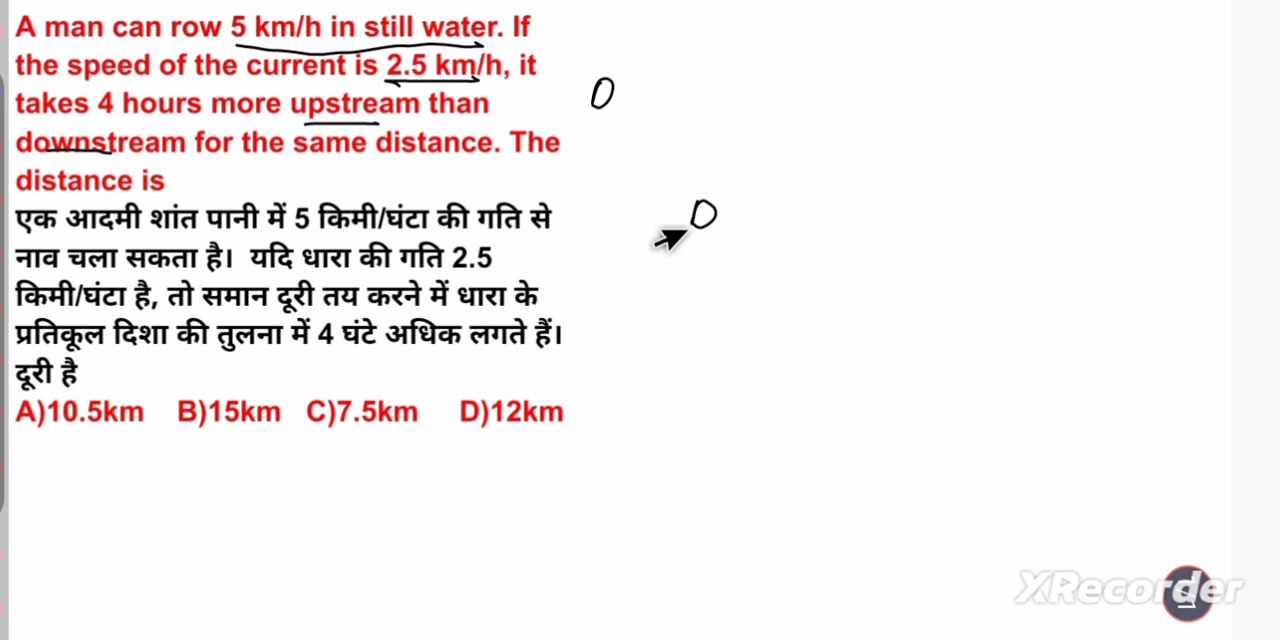 A man can row 5 km/h in still water. If
the speed of the current is 2.5 km/h, it
takes 4 hours more upstream than
downstream for the same distance. The
distance is
एक आदमी शांत पानी में 5 किमी/घंटा की गति से
नाव चला सकता है।  यदि धारा की गति 2.5
किमी/घंटा है, तो समान दूरी तय करने में धारा के
प्रतिकूल दिशा की तुलना में 4 घंटे अधिक लगते हैं।
दूरी है
A)10.5km B)15km C)7.5km D)12km
D
D
XRecorder